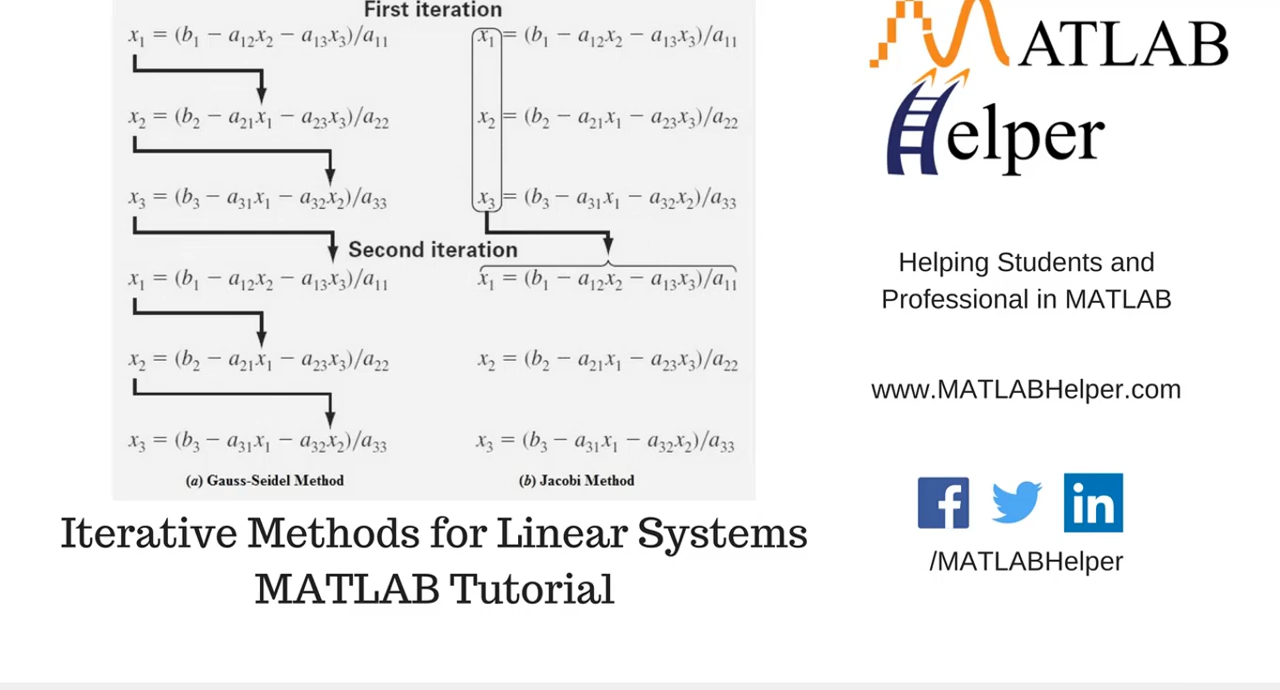 First iteration
x₁ = (b₁ − a₁₂x₂ − a₁₃x₃)/a₁₁
x₂ = (b₂ − a₂₁x₁ − a₂₃x₃)/a₂₂
x₃ = (b₃ − a₃₁x₁ − a₃₂x₂)/a₃₃
x₁ = (b₁ − a₁₂x₂ − a₁₃x₃)/a₁₁
x₂ = (b₂ − a₂₁x₁ − a₂₃x₃)/a₂₂
x₃ = (b₃ − a₃₁x₁ − a₃₂x₂)/a₃₃
Second iteration
x₁ = (b₁ − a₁₂x₂ − a₁₃x₃)/a₁₁
x₂ = (b₂ − a₂₁x₁ − a₂₃x₃)/a₂₂
x₃ = (b₃ − a₃₁x₁ − a₃₂x₂)/a₃₃
(a) Gauss-Seidel Method
x₁ = (b₁ − a₁₂x₂ − a₁₃x₃)/a₁₁
x₂ = (b₂ − a₂₁x₁ − a₂₃x₃)/a₂₂
x₃ = (b₃ − a₃₁x₁ − a₃₂x₂)/a₃₃
(b) Jacobi Method
Iterative Methods for Linear Systems
MATLAB Tutorial
MATLAB
Helper
Helping Students and
Professional in MATLAB
www.MATLABHelper.com
f
in
/MATLABHelper